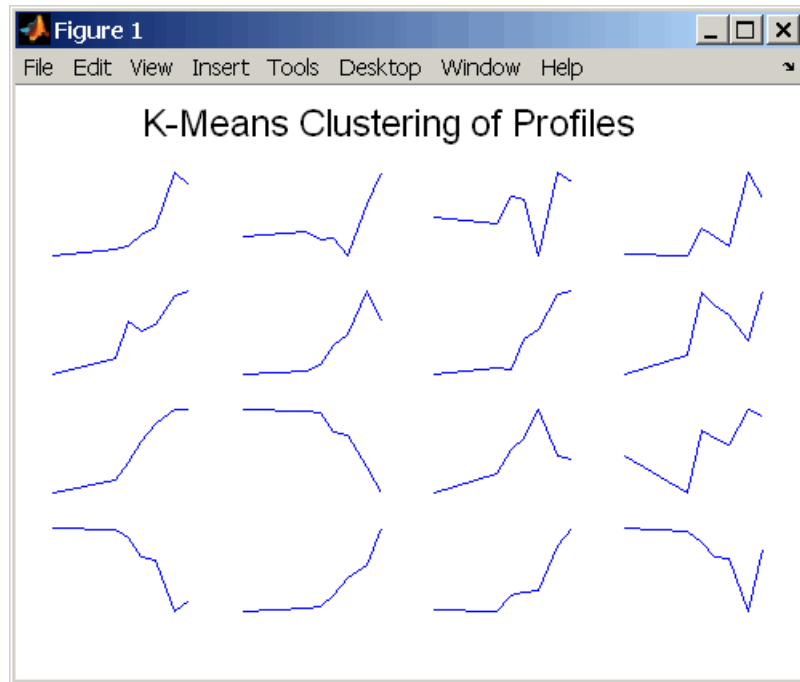 Figure 1
File Edit View Insert Tools Desktop Window Help
K-Means Clustering of Profiles